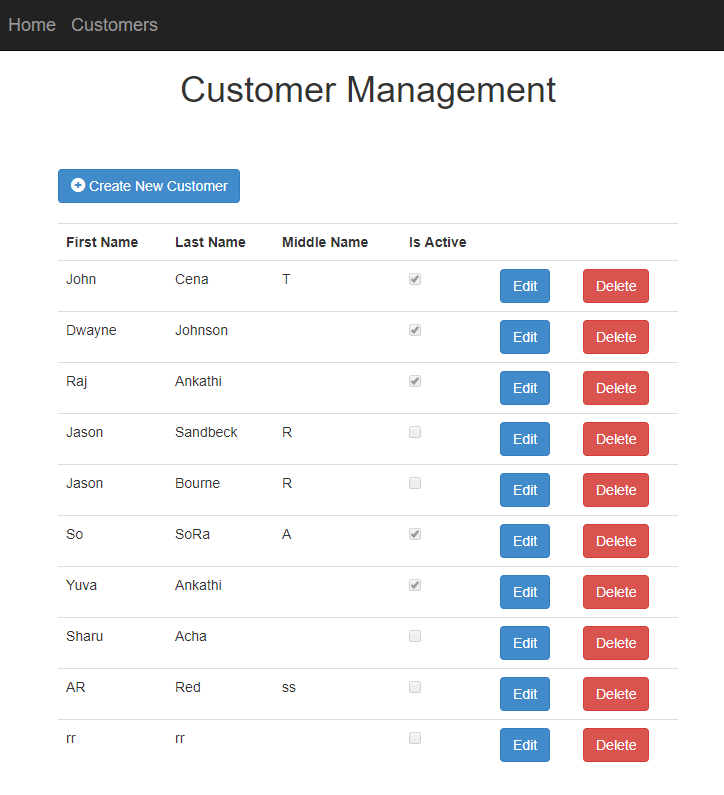 Home Customers
Customer Management
Create New Customer
First Name Last Name Middle Name Is Active
John Cena T Edit Delete
Dwayne Johnson Edit Delete
Raj Ankathi Edit Delete
Jason Sandbeck R Edit Delete
Jason Bourne R Edit Delete
So SoRa A Edit Delete
Yuva Ankathi Edit Delete
Sharu Acha Edit Delete
AR Red ss Edit Delete
rr rr Edit Delete